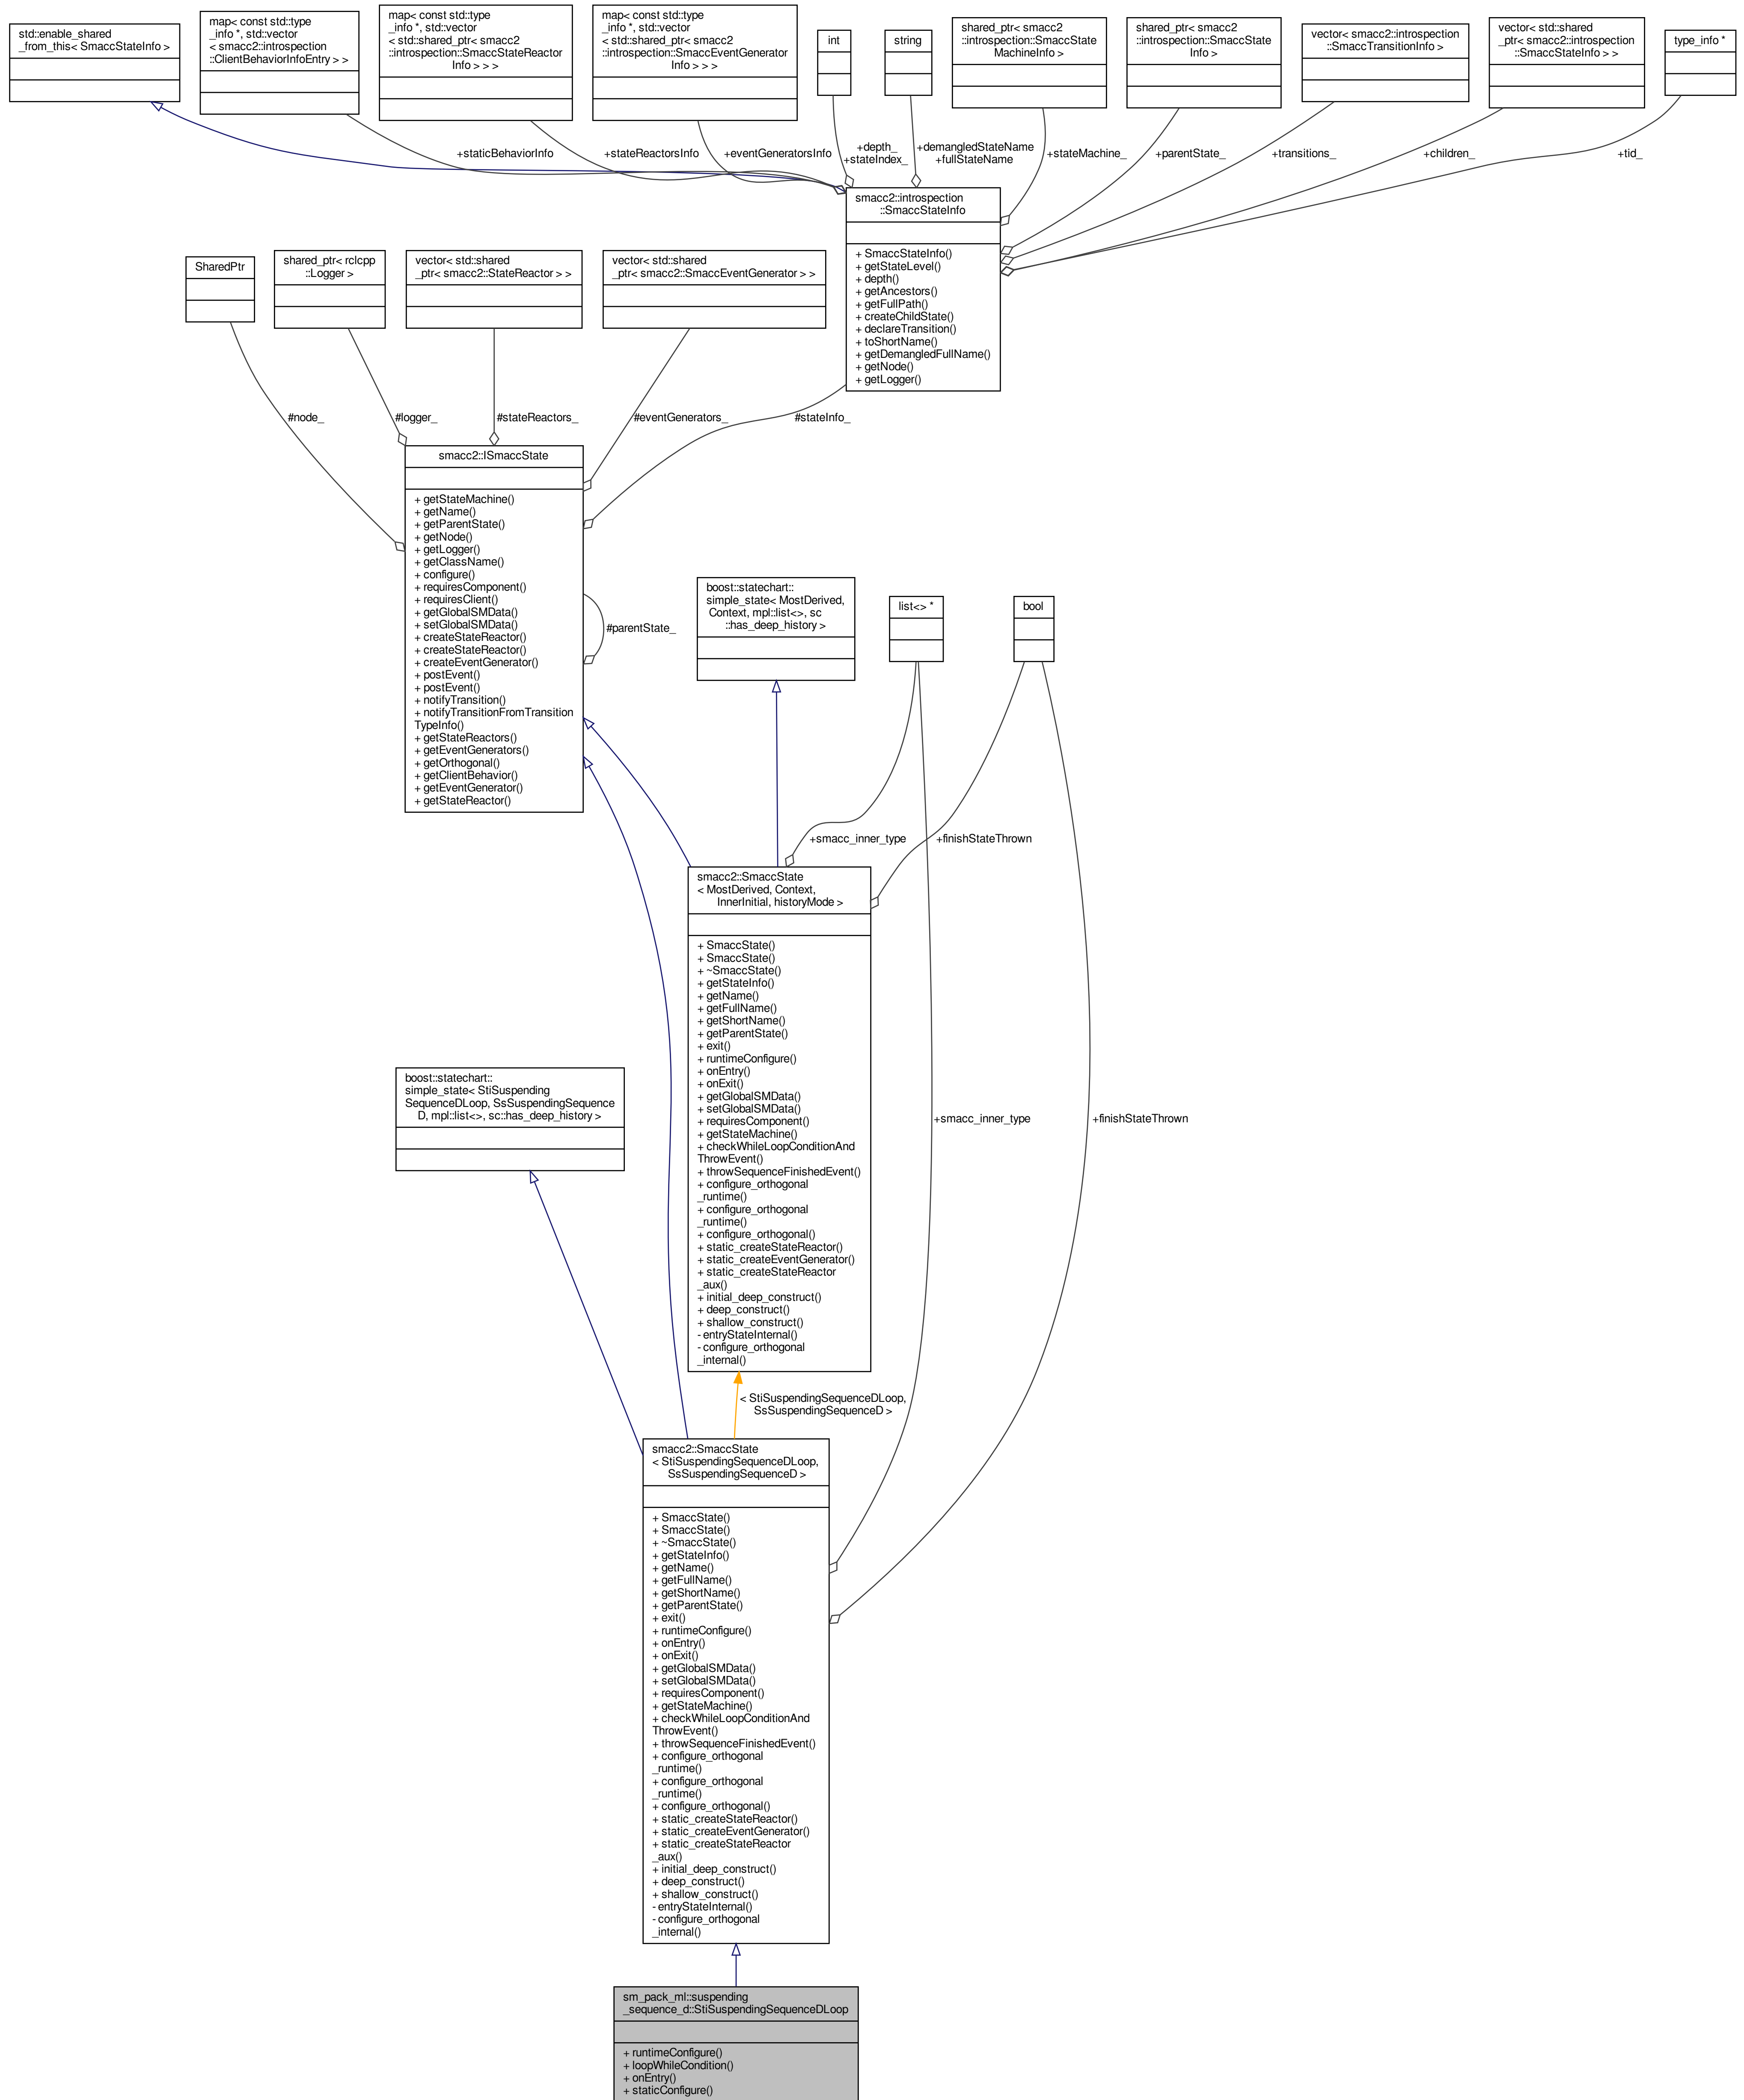 std::enable_shared
_from_this< SmaccStateInfo >
map< const std::type
_info *, std::vector
< smacc2::introspection
::ClientBehaviorInfoEntry > >
map< const std::type
_info *, std::vector
< std::shared_ptr< smacc2
::introspection::SmaccStateReactor
Info > > >
map< const std::type
_info *, std::vector
< std::shared_ptr< smacc2
::introspection::SmaccEventGenerator
Info > > >
int
string
shared_ptr< smacc2
::introspection::SmaccState
MachineInfo >
shared_ptr< smacc2
::introspection::SmaccState
Info >
vector< smacc2::introspection
::SmaccTransitionInfo >
vector< std::shared
_ptr< smacc2::introspection
::SmaccStateInfo > >
type_info *
+staticBehaviorInfo
+stateReactorsInfo
+eventGeneratorsInfo
+depth_
+stateIndex_
+demangledStateName
+fullStateName
+stateMachine_
+parentState_
+transitions_
+children_
+tid_
smacc2::introspection
::SmaccStateInfo
+ SmaccStateInfo()
+ getStateLevel()
+ depth()
+ getAncestors()
+ getFullPath()
+ createChildState()
+ declareTransition()
+ toShortName()
+ getDemangledFullName()
+ getNode()
+ getLogger()
SharedPtr
shared_ptr< rclcpp
::Logger >
vector< std::shared
_ptr< smacc2::StateReactor > >
vector< std::shared
_ptr< smacc2::SmaccEventGenerator > >
#node_
#logger_
#stateReactors_
#eventGenerators_
#stateInfo_
smacc2::ISmaccState
+ getStateMachine()
+ getName()
+ getParentState()
+ getNode()
+ getLogger()
+ getClassName()
+ configure()
+ requiresComponent()
+ requiresClient()
+ getGlobalSMData()
+ setGlobalSMData()
+ createStateReactor()
+ createStateReactor()
+ createEventGenerator()
+ postEvent()
+ postEvent()
+ notifyTransition()
+ notifyTransitionFromTransition
TypeInfo()
+ getStateReactors()
+ getEventGenerators()
+ getOrthogonal()
+ getClientBehavior()
+ getEventGenerator()
+ getStateReactor()
#parentState_
boost::statechart::
simple_state< MostDerived,
Context, mpl::list<>, sc
::has_deep_history >
list<> *
bool
+smacc_inner_type
+finishStateThrown
smacc2::SmaccState
< MostDerived, Context,
InnerInitial, historyMode >
+ SmaccState()
+ SmaccState()
+ ~SmaccState()
+ getStateInfo()
+ getName()
+ getFullName()
+ getShortName()
+ getParentState()
+ exit()
+ runtimeConfigure()
+ onEntry()
+ onExit()
+ getGlobalSMData()
+ setGlobalSMData()
+ requiresComponent()
+ getStateMachine()
+ checkWhileLoopConditionAnd
ThrowEvent()
+ throwSequenceFinishedEvent()
+ configure_orthogonal
_runtime()
+ configure_orthogonal
_runtime()
+ configure_orthogonal()
+ static_createStateReactor()
+ static_createEventGenerator()
+ static_createStateReactor
_aux()
+ initial_deep_construct()
+ deep_construct()
+ shallow_construct()
- entryStateInternal()
- configure_orthogonal
_internal()
boost::statechart::
simple_state< StiSuspending
SequenceDLoop, SsSuspendingSequence
D, mpl::list<>, sc::has_deep_history >
+smacc_inner_type
+finishStateThrown
< StiSuspendingSequenceDLoop,
SsSuspendingSequenceD >
smacc2::SmaccState
< StiSuspendingSequenceDLoop,
SsSuspendingSequenceD >
+ SmaccState()
+ SmaccState()
+ ~SmaccState()
+ getStateInfo()
+ getName()
+ getFullName()
+ getShortName()
+ getParentState()
+ exit()
+ runtimeConfigure()
+ onEntry()
+ onExit()
+ getGlobalSMData()
+ setGlobalSMData()
+ requiresComponent()
+ getStateMachine()
+ checkWhileLoopConditionAnd
ThrowEvent()
+ throwSequenceFinishedEvent()
+ configure_orthogonal
_runtime()
+ configure_orthogonal
_runtime()
+ configure_orthogonal()
+ static_createStateReactor()
+ static_createEventGenerator()
+ static_createStateReactor
_aux()
+ initial_deep_construct()
+ deep_construct()
+ shallow_construct()
- entryStateInternal()
- configure_orthogonal
_internal()
sm_pack_ml::suspending
_sequence_d::StiSuspendingSequenceDLoop
+ runtimeConfigure()
+ loopWhileCondition()
+ onEntry()
+ staticConfigure()